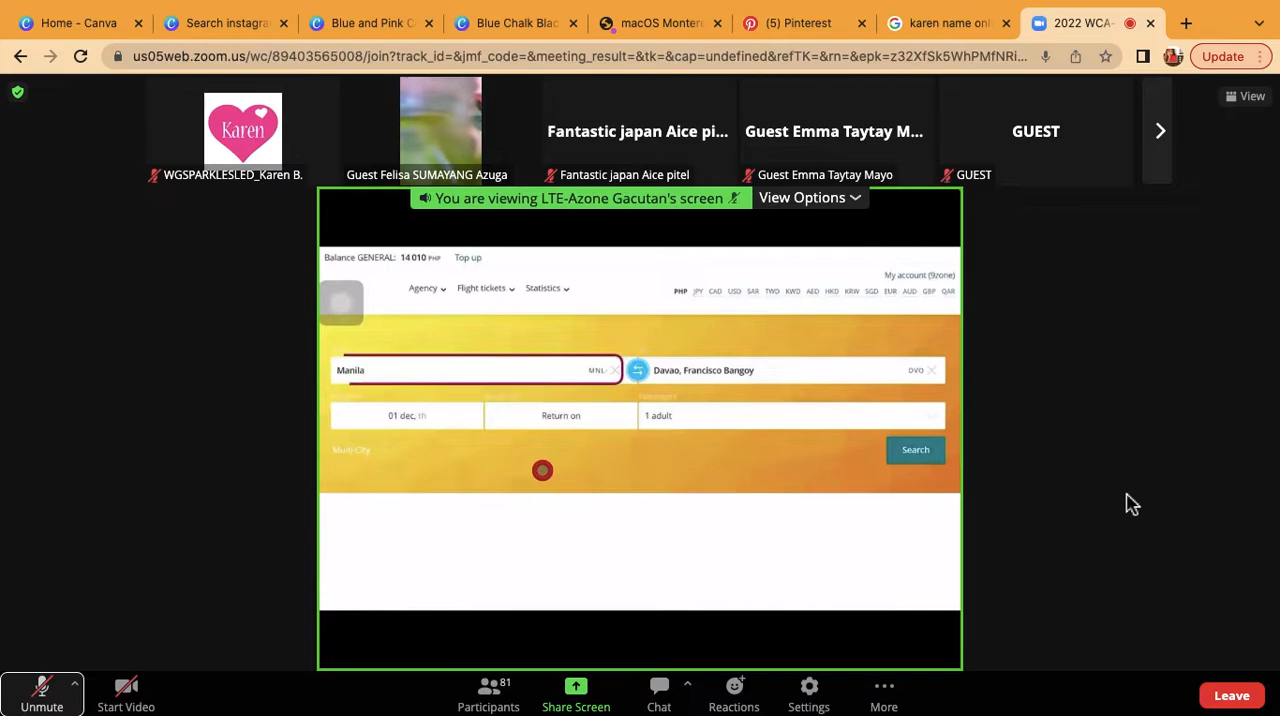 Home - Canva
Search instagra
Blue and Pink C
Blue Chalk Blac
macOS Montere
(5) Pinterest
karen name onl
2022 WCA-
us05web.zoom.us/wc/89403565008/join?track_id=&jmf_code=&meeting_result=&tk=&cap=undefined&refTK=&rn=&epk=z32XfSk5WhPMfNRi...
Update
View
Karen
WGSPARKLESLED_Karen B.
Guest Felisa SUMAYANG Azuga
Fantastic japan Aice pi...
Fantastic japan Aice pitel
Guest Emma Taytay M...
Guest Emma Taytay Mayo
GUEST
GUEST
You are viewing LTE-Azone Gacutan's screen
View Options
Balance GENERAL: 14 010 PHP Top up
My account (9zone)
Agency Flight tickets Statistics
PHP JPY CAD USD SAR TWD KWD AED HKD KRW SGD EUR AUD GBP QAR
Manila MNL
Davao, Francisco Bangoy DVO
01 dec, th
Return on
1 adult
Multi-City
Search
Unmute
Start Video
81
Participants
Share Screen
Chat
Reactions
Settings
More
Leave